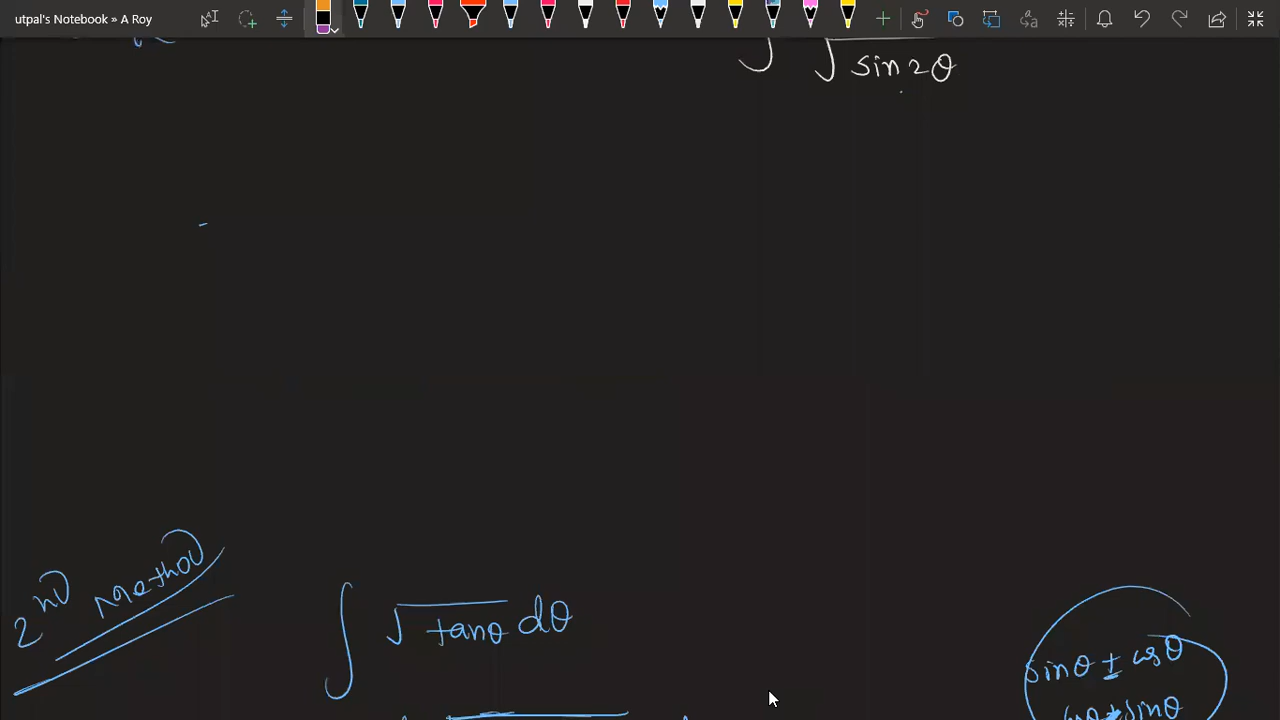 utpal's Notebook » A Roy
∫ √sin2θ
2nd Method
∫ √tanθ dθ
sinθ ± cosθ